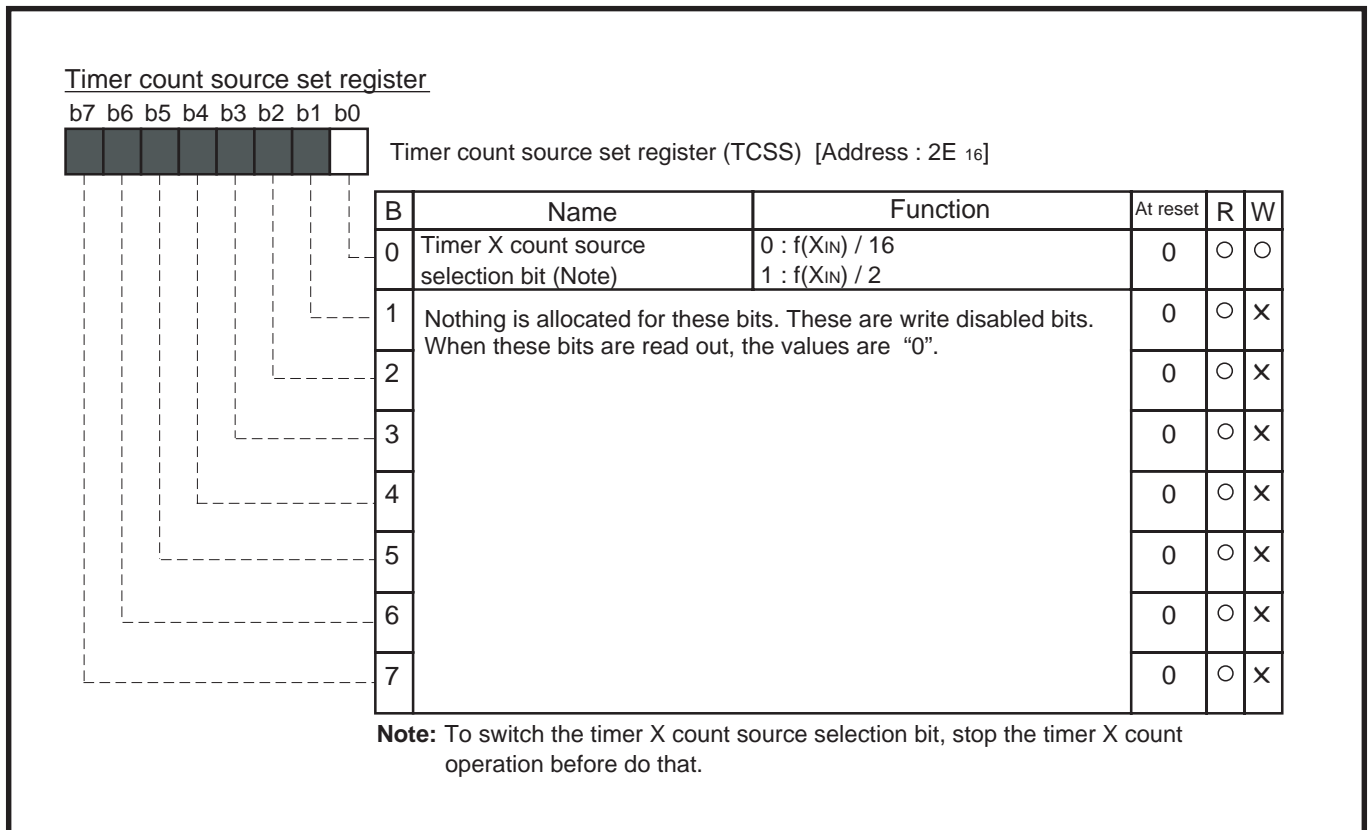 Timer count source set register
b7 b6 b5 b4 b3 b2 b1 b0
Timer count source set register (TCSS) [Address : 2E 16]
B Name Function At reset R W
0 Timer X count source 0 : f(XIN) / 16 0 ○ ○
selection bit (Note) 1 : f(XIN) / 2
1 Nothing is allocated for these bits. These are write disabled bits. 0 ○ ×
When these bits are read out, the values are “0”.
2 0 ○ ×
3 0 ○ ×
4 0 ○ ×
5 0 ○ ×
6 0 ○ ×
7 0 ○ ×
Note: To switch the timer X count source selection bit, stop the timer X count
operation before do that.